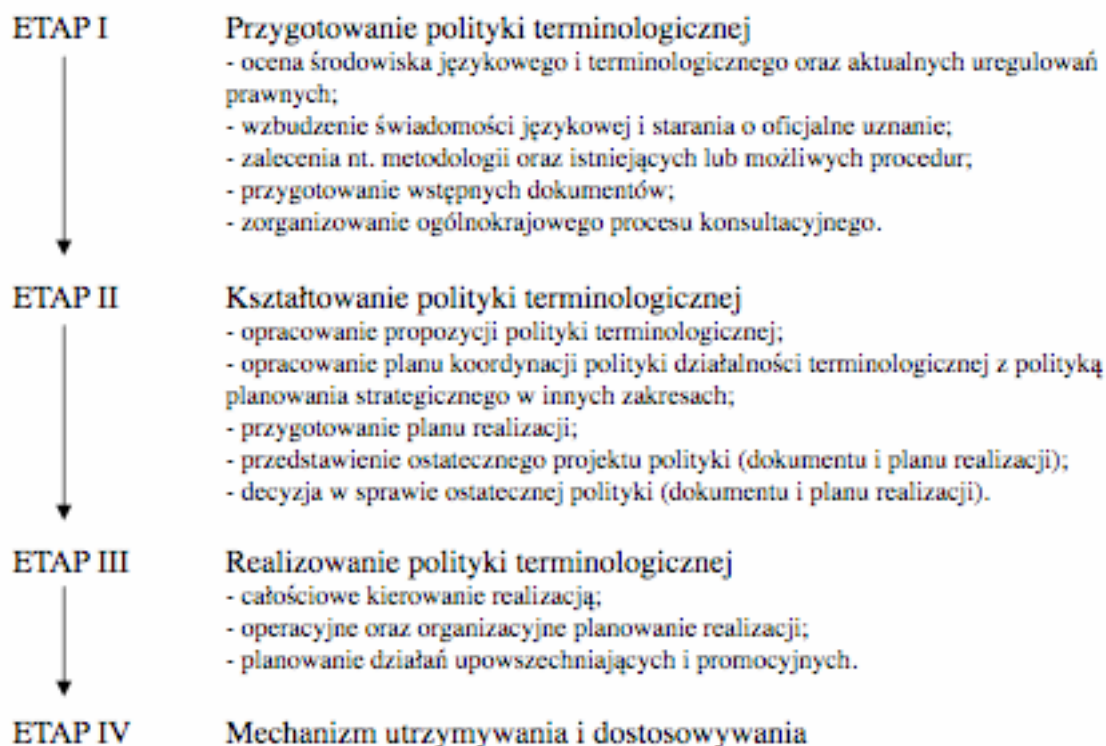 ETAP I Przygotowanie polityki terminologicznej
- ocena środowiska językowego i terminologicznego oraz aktualnych uregulowań
prawnych;
- wzbudzenie świadomości językowej i starania o oficjalne uznanie;
- zalecenia nt. metodologii oraz istniejących lub możliwych procedur;
- przygotowanie wstępnych dokumentów;
- zorganizowanie ogólnokrajowego procesu konsultacyjnego.
ETAP II Kształtowanie polityki terminologicznej
- opracowanie propozycji polityki terminologicznej;
- opracowanie planu koordynacji polityki działalności terminologicznej z polityką
planowania strategicznego w innych zakresach;
- przygotowanie planu realizacji;
- przedstawienie ostatecznego projektu polityki (dokumentu i planu realizacji);
- decyzja w sprawie ostatecznej polityki (dokumentu i planu realizacji).
ETAP III Realizowanie polityki terminologicznej
- całościowe kierowanie realizacją;
- operacyjne oraz organizacyjne planowanie realizacji;
- planowanie działań upowszechniających i promocyjnych.
ETAP IV Mechanizm utrzymywania i dostosowywania